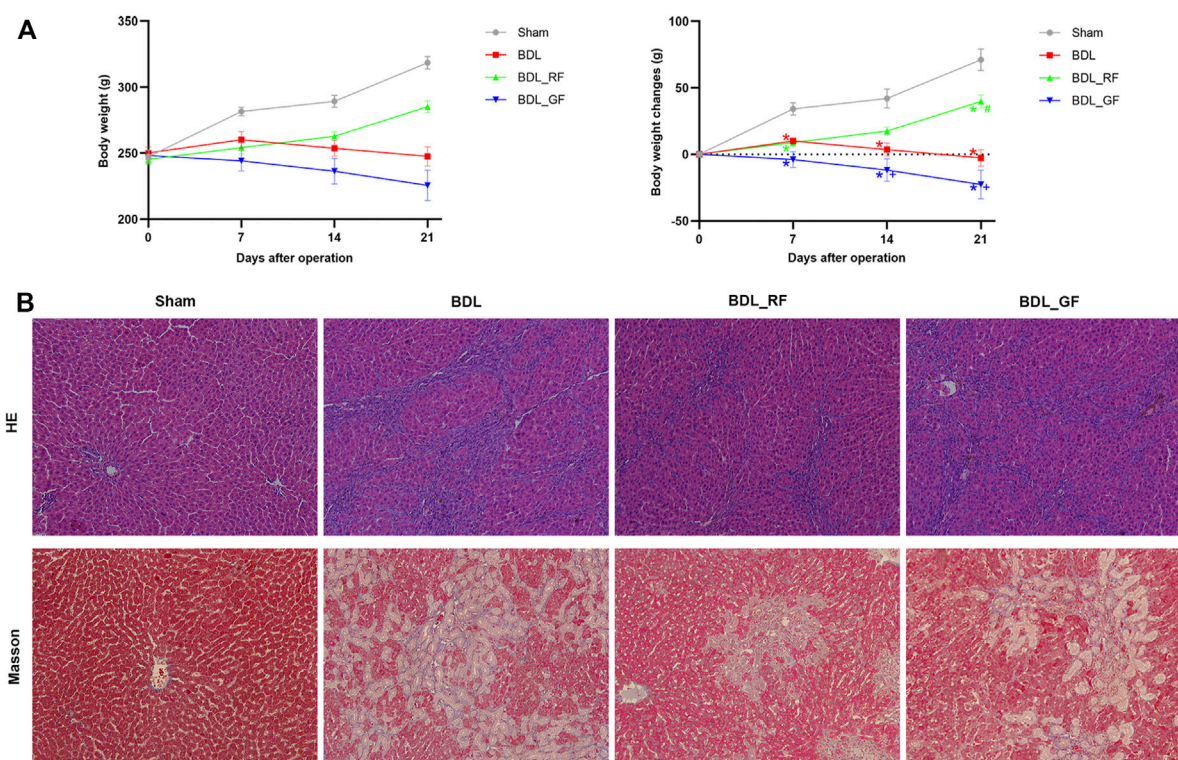 A
350
300
250
200
Body weight (g)
0 7 14 21
Days after operation
Sham
BDL
BDL_RF
BDL_GF
100
50
0
-50
Body weight changes (g)
* * * # * * * * + * +
0 7 14 21
Days after operation
Sham
BDL
BDL_RF
BDL_GF
B
Sham BDL BDL_RF BDL_GF
HE
Masson